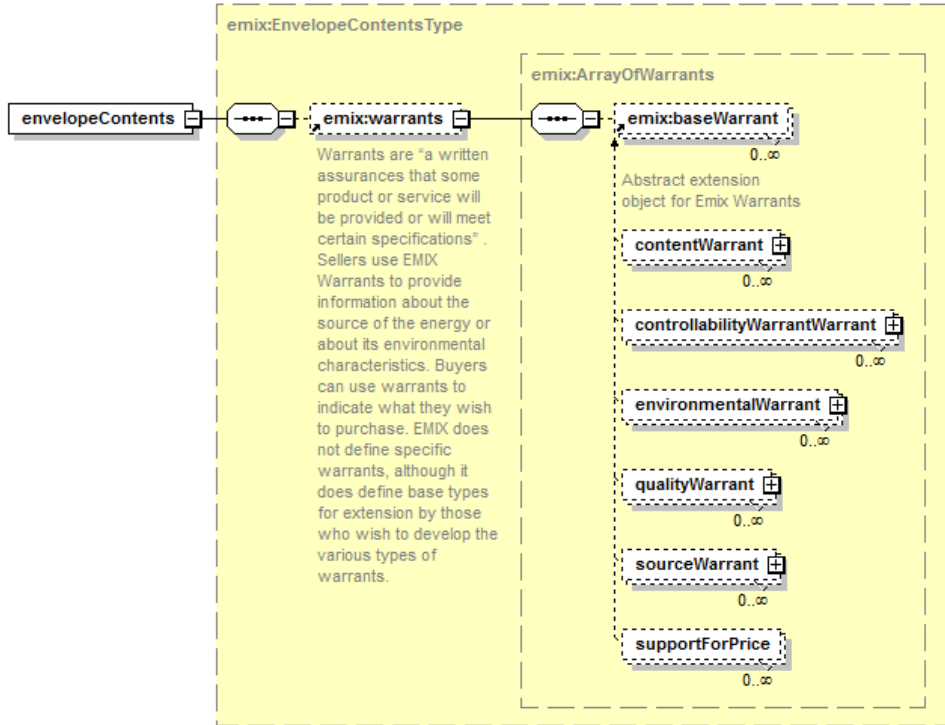 emix:EnvelopeContentsType
emix:ArrayOfWarrants
envelopeContents
emix:warrants
emix:baseWarrant
0..∞
Warrants are “a written
assurances that some
product or service will
be provided or will meet
certain specifications” .
Sellers use EMIX
Warrants to provide
information about the
source of the energy or
about its environmental
characteristics. Buyers
can use warrants to
indicate what they wish
to purchase. EMIX does
not define specific
warrants, although it
does define base types
for extension by those
who wish to develop the
various types of
warrants.
Abstract extension
object for Emix Warrants
contentWarrant
0..∞
controllabilityWarrantWarrant
0..∞
environmentalWarrant
0..∞
qualityWarrant
0..∞
sourceWarrant
0..∞
supportForPrice
0..∞